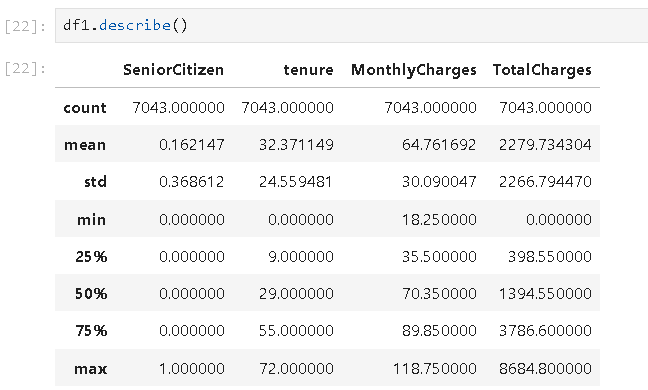 [22]: df1.describe()
[22]: SeniorCitizen tenure MonthlyCharges TotalCharges
count 7043.000000 7043.000000 7043.000000 7043.000000
mean 0.162147 32.371149 64.761692 2279.734304
std 0.368612 24.559481 30.090047 2266.794470
min 0.000000 0.000000 18.250000 0.000000
25% 0.000000 9.000000 35.500000 398.550000
50% 0.000000 29.000000 70.350000 1394.550000
75% 0.000000 55.000000 89.850000 3786.600000
max 1.000000 72.000000 118.750000 8684.800000